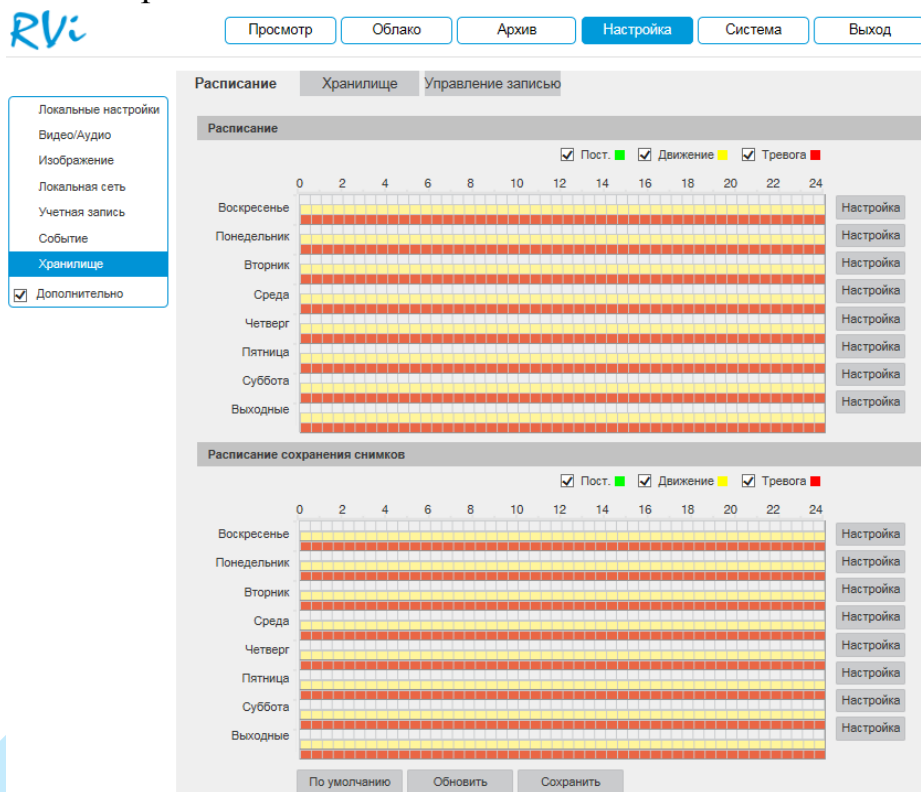 RVi
Просмотр Облако Архив Настройка Система Выход
Расписание Хранилище Управление записью
Локальные настройки
Видео/Аудио
Изображение
Локальная сеть
Учетная запись
Событие
Хранилище
Дополнительно
Расписание
Пост. Движение Тревога
0 2 4 6 8 10 12 14 16 18 20 22 24
Воскресенье Настройка
Понедельник Настройка
Вторник Настройка
Среда Настройка
Четверг Настройка
Пятница Настройка
Суббота Настройка
Выходные Настройка
Расписание сохранения снимков
Пост. Движение Тревога
0 2 4 6 8 10 12 14 16 18 20 22 24
Воскресенье Настройка
Понедельник Настройка
Вторник Настройка
Среда Настройка
Четверг Настройка
Пятница Настройка
Суббота Настройка
Выходные Настройка
По умолчанию Обновить Сохранить